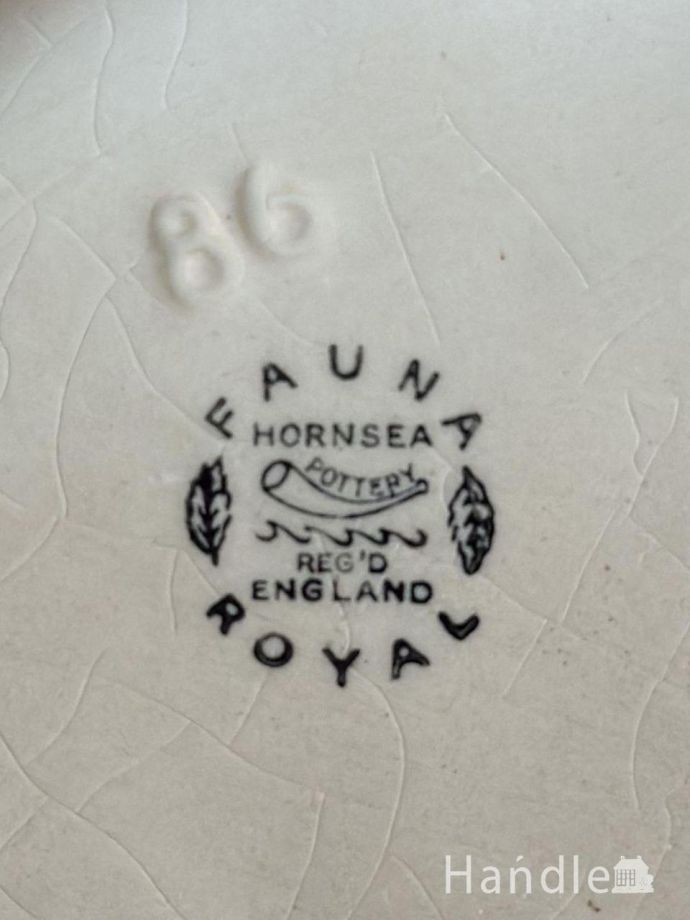 86
FAUNA
HORNSEA
POTTERY
REG'D
ENGLAND
ROYAL
Handle